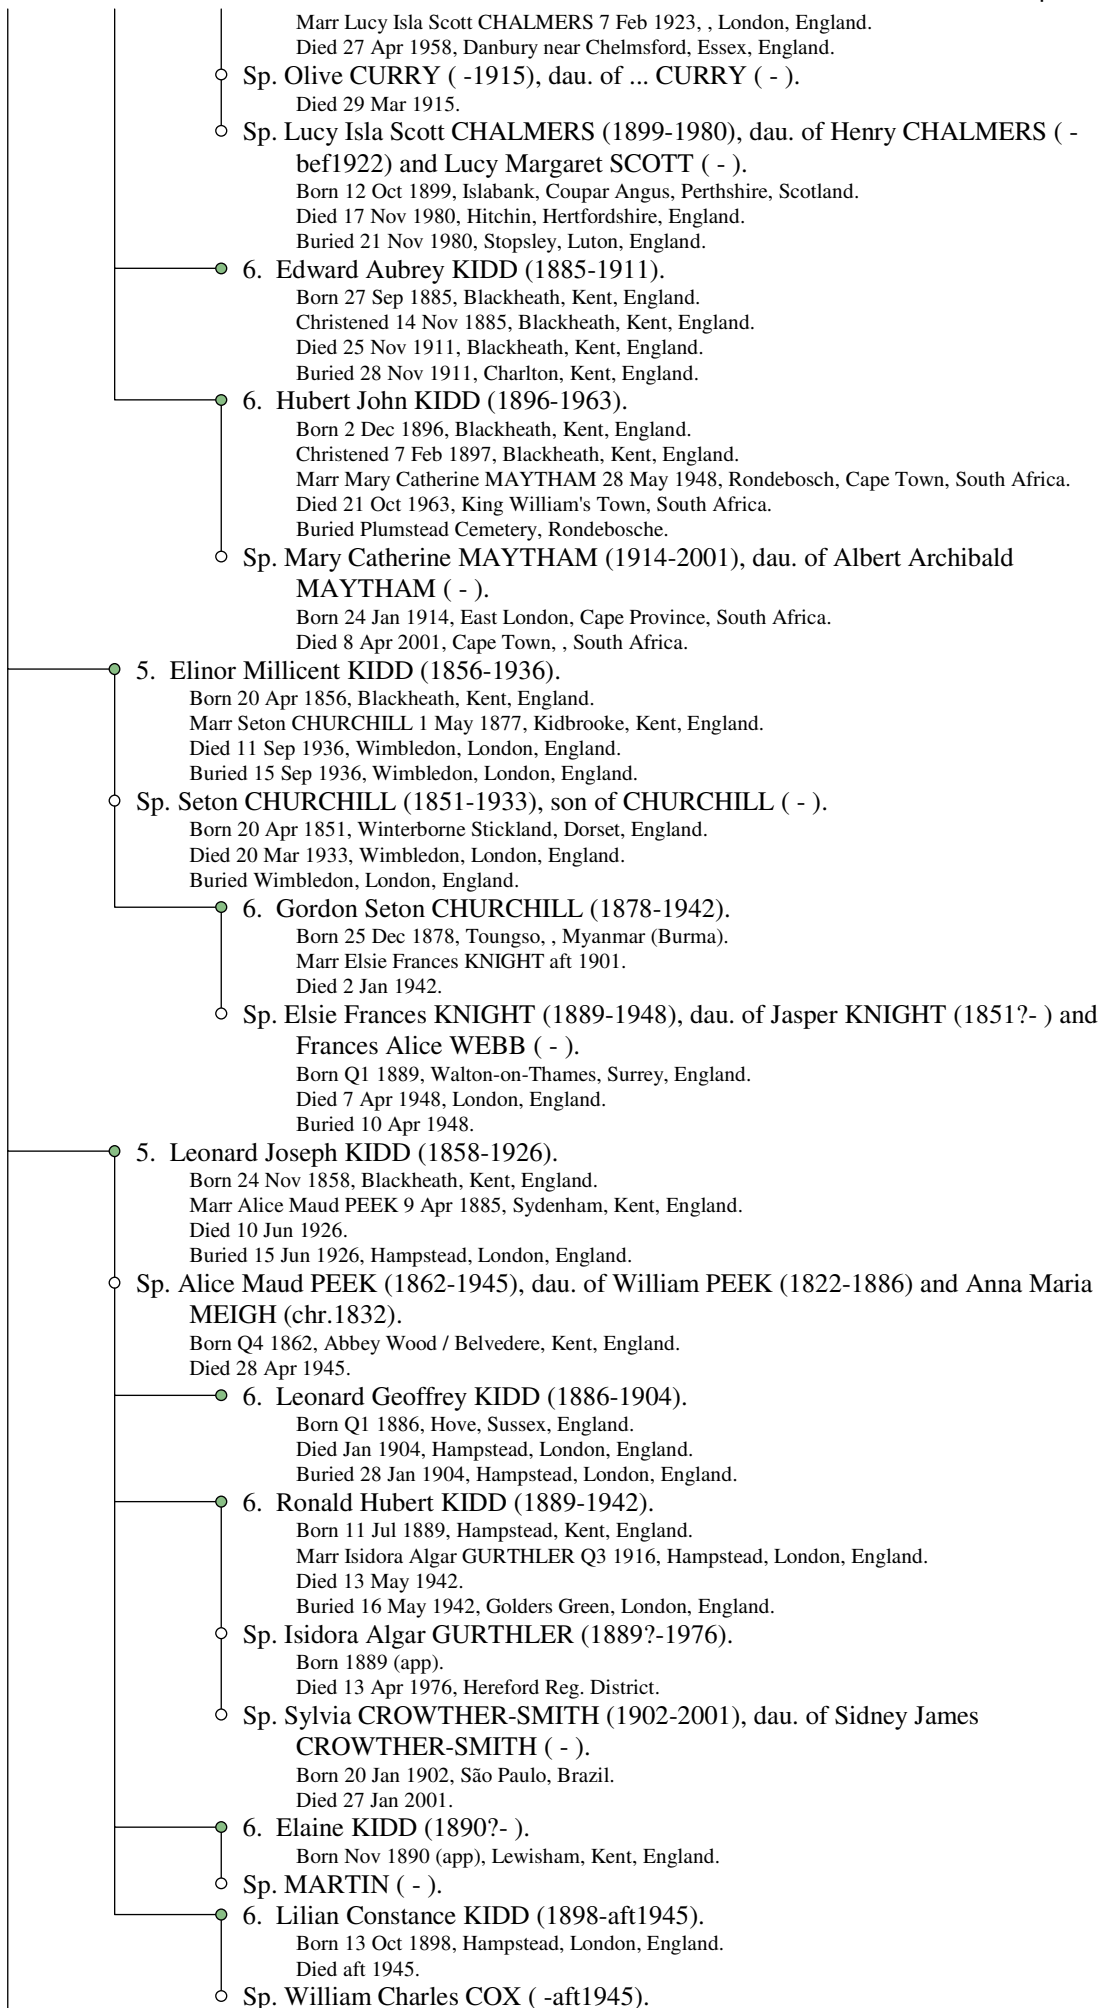 Marr Lucy Isla Scott CHALMERS 7 Feb 1923, , London, England.
Died 27 Apr 1958, Danbury near Chelmsford, Essex, England.
Sp. Olive CURRY ( -1915), dau. of ... CURRY ( - ).
Died 29 Mar 1915.
Sp. Lucy Isla Scott CHALMERS (1899-1980), dau. of Henry CHALMERS ( -
bef1922) and Lucy Margaret SCOTT ( - ).
Born 12 Oct 1899, Islabank, Coupar Angus, Perthshire, Scotland.
Died 17 Nov 1980, Hitchin, Hertfordshire, England.
Buried 21 Nov 1980, Stopsley, Luton, England.
6. Edward Aubrey KIDD (1885-1911).
Born 27 Sep 1885, Blackheath, Kent, England.
Christened 14 Nov 1885, Blackheath, Kent, England.
Died 25 Nov 1911, Blackheath, Kent, England.
Buried 28 Nov 1911, Charlton, Kent, England.
6. Hubert John KIDD (1896-1963).
Born 2 Dec 1896, Blackheath, Kent, England.
Christened 7 Feb 1897, Blackheath, Kent, England.
Marr Mary Catherine MAYTHAM 28 May 1948, Rondebosch, Cape Town, South Africa.
Died 21 Oct 1963, King William's Town, South Africa.
Buried Plumstead Cemetery, Rondebosche.
Sp. Mary Catherine MAYTHAM (1914-2001), dau. of Albert Archibald
MAYTHAM ( - ).
Born 24 Jan 1914, East London, Cape Province, South Africa.
Died 8 Apr 2001, Cape Town, , South Africa.
5. Elinor Millicent KIDD (1856-1936).
Born 20 Apr 1856, Blackheath, Kent, England.
Marr Seton CHURCHILL 1 May 1877, Kidbrooke, Kent, England.
Died 11 Sep 1936, Wimbledon, London, England.
Buried 15 Sep 1936, Wimbledon, London, England.
Sp. Seton CHURCHILL (1851-1933), son of CHURCHILL ( - ).
Born 20 Apr 1851, Winterborne Stickland, Dorset, England.
Died 20 Mar 1933, Wimbledon, London, England.
Buried Wimbledon, London, England.
6. Gordon Seton CHURCHILL (1878-1942).
Born 25 Dec 1878, Toungso, , Myanmar (Burma).
Marr Elsie Frances KNIGHT aft 1901.
Died 2 Jan 1942.
Sp. Elsie Frances KNIGHT (1889-1948), dau. of Jasper KNIGHT (1851?- ) and
Frances Alice WEBB ( - ).
Born Q1 1889, Walton-on-Thames, Surrey, England.
Died 7 Apr 1948, London, England.
Buried 10 Apr 1948.
5. Leonard Joseph KIDD (1858-1926).
Born 24 Nov 1858, Blackheath, Kent, England.
Marr Alice Maud PEEK 9 Apr 1885, Sydenham, Kent, England.
Died 10 Jun 1926.
Buried 15 Jun 1926, Hampstead, London, England.
Sp. Alice Maud PEEK (1862-1945), dau. of William PEEK (1822-1886) and Anna Maria
MEIGH (chr.1832).
Born Q4 1862, Abbey Wood / Belvedere, Kent, England.
Died 28 Apr 1945.
6. Leonard Geoffrey KIDD (1886-1904).
Born Q1 1886, Hove, Sussex, England.
Died Jan 1904, Hampstead, London, England.
Buried 28 Jan 1904, Hampstead, London, England.
6. Ronald Hubert KIDD (1889-1942).
Born 11 Jul 1889, Hampstead, Kent, England.
Marr Isidora Algar GURTHLER Q3 1916, Hampstead, London, England.
Died 13 May 1942.
Buried 16 May 1942, Golders Green, London, England.
Sp. Isidora Algar GURTHLER (1889?-1976).
Born 1889 (app).
Died 13 Apr 1976, Hereford Reg. District.
Sp. Sylvia CROWTHER-SMITH (1902-2001), dau. of Sidney James
CROWTHER-SMITH ( - ).
Born 20 Jan 1902, São Paulo, Brazil.
Died 27 Jan 2001.
6. Elaine KIDD (1890?- ).
Born Nov 1890 (app), Lewisham, Kent, England.
Sp. MARTIN ( - ).
6. Lilian Constance KIDD (1898-aft1945).
Born 13 Oct 1898, Hampstead, London, England.
Died aft 1945.
Sp. William Charles COX ( -aft1945).